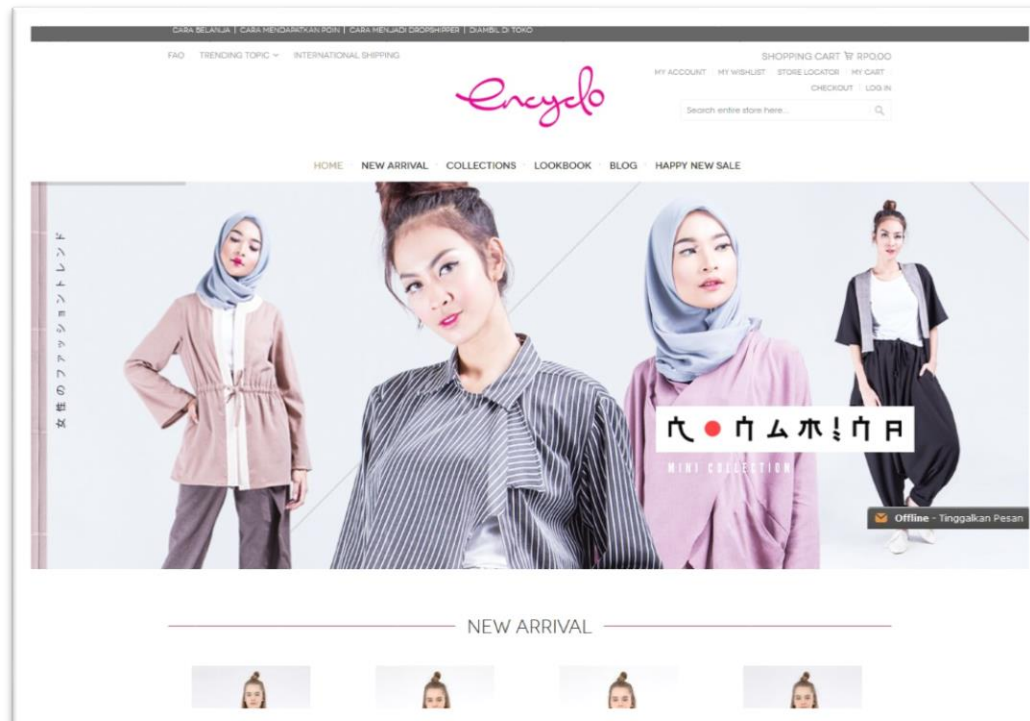 CARA BELANJA | CARA MENDAPATKAN POIN | CARA MENJADI DROPSHIPPER | DIAMBIL DI TOKO
FAQ TRENDING TOPIC INTERNATIONAL SHIPPING
SHOPPING CART RP0.00
MY ACCOUNT MY WISHLIST STORE LOCATOR MY CART
CHECKOUT LOG IN
encyclo
Search entire store here...
HOME NEW ARRIVAL COLLECTIONS LOOKBOOK BLOG HAPPY NEW SALE
女性のファッショントレンド
MINI COLLECTION
Offline - Tinggalkan Pesan
NEW ARRIVAL